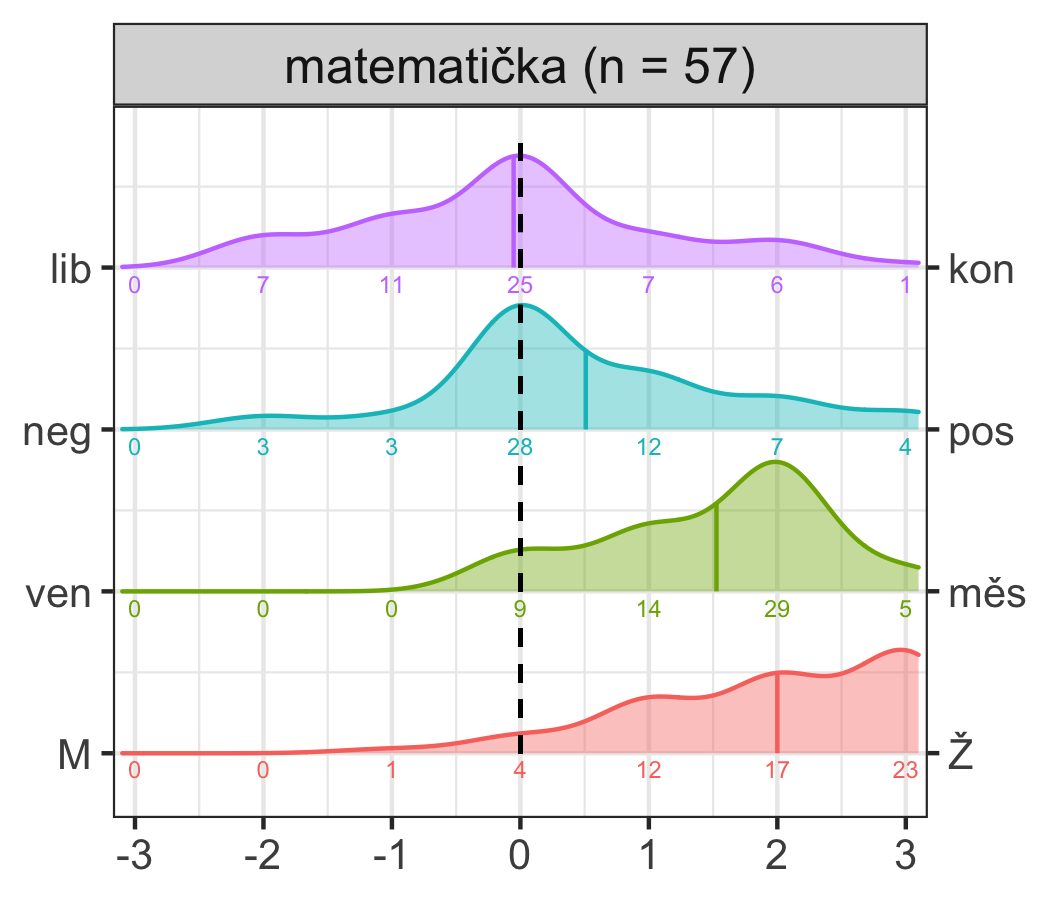 matematička (n = 57)
lib kon
0 7 11 25 7 6 1
neg pos
0 3 3 28 12 7 4
ven měs
0 0 0 9 14 29 5
M Ž
0 0 1 4 12 17 23
-3 -2 -1 0 1 2 3